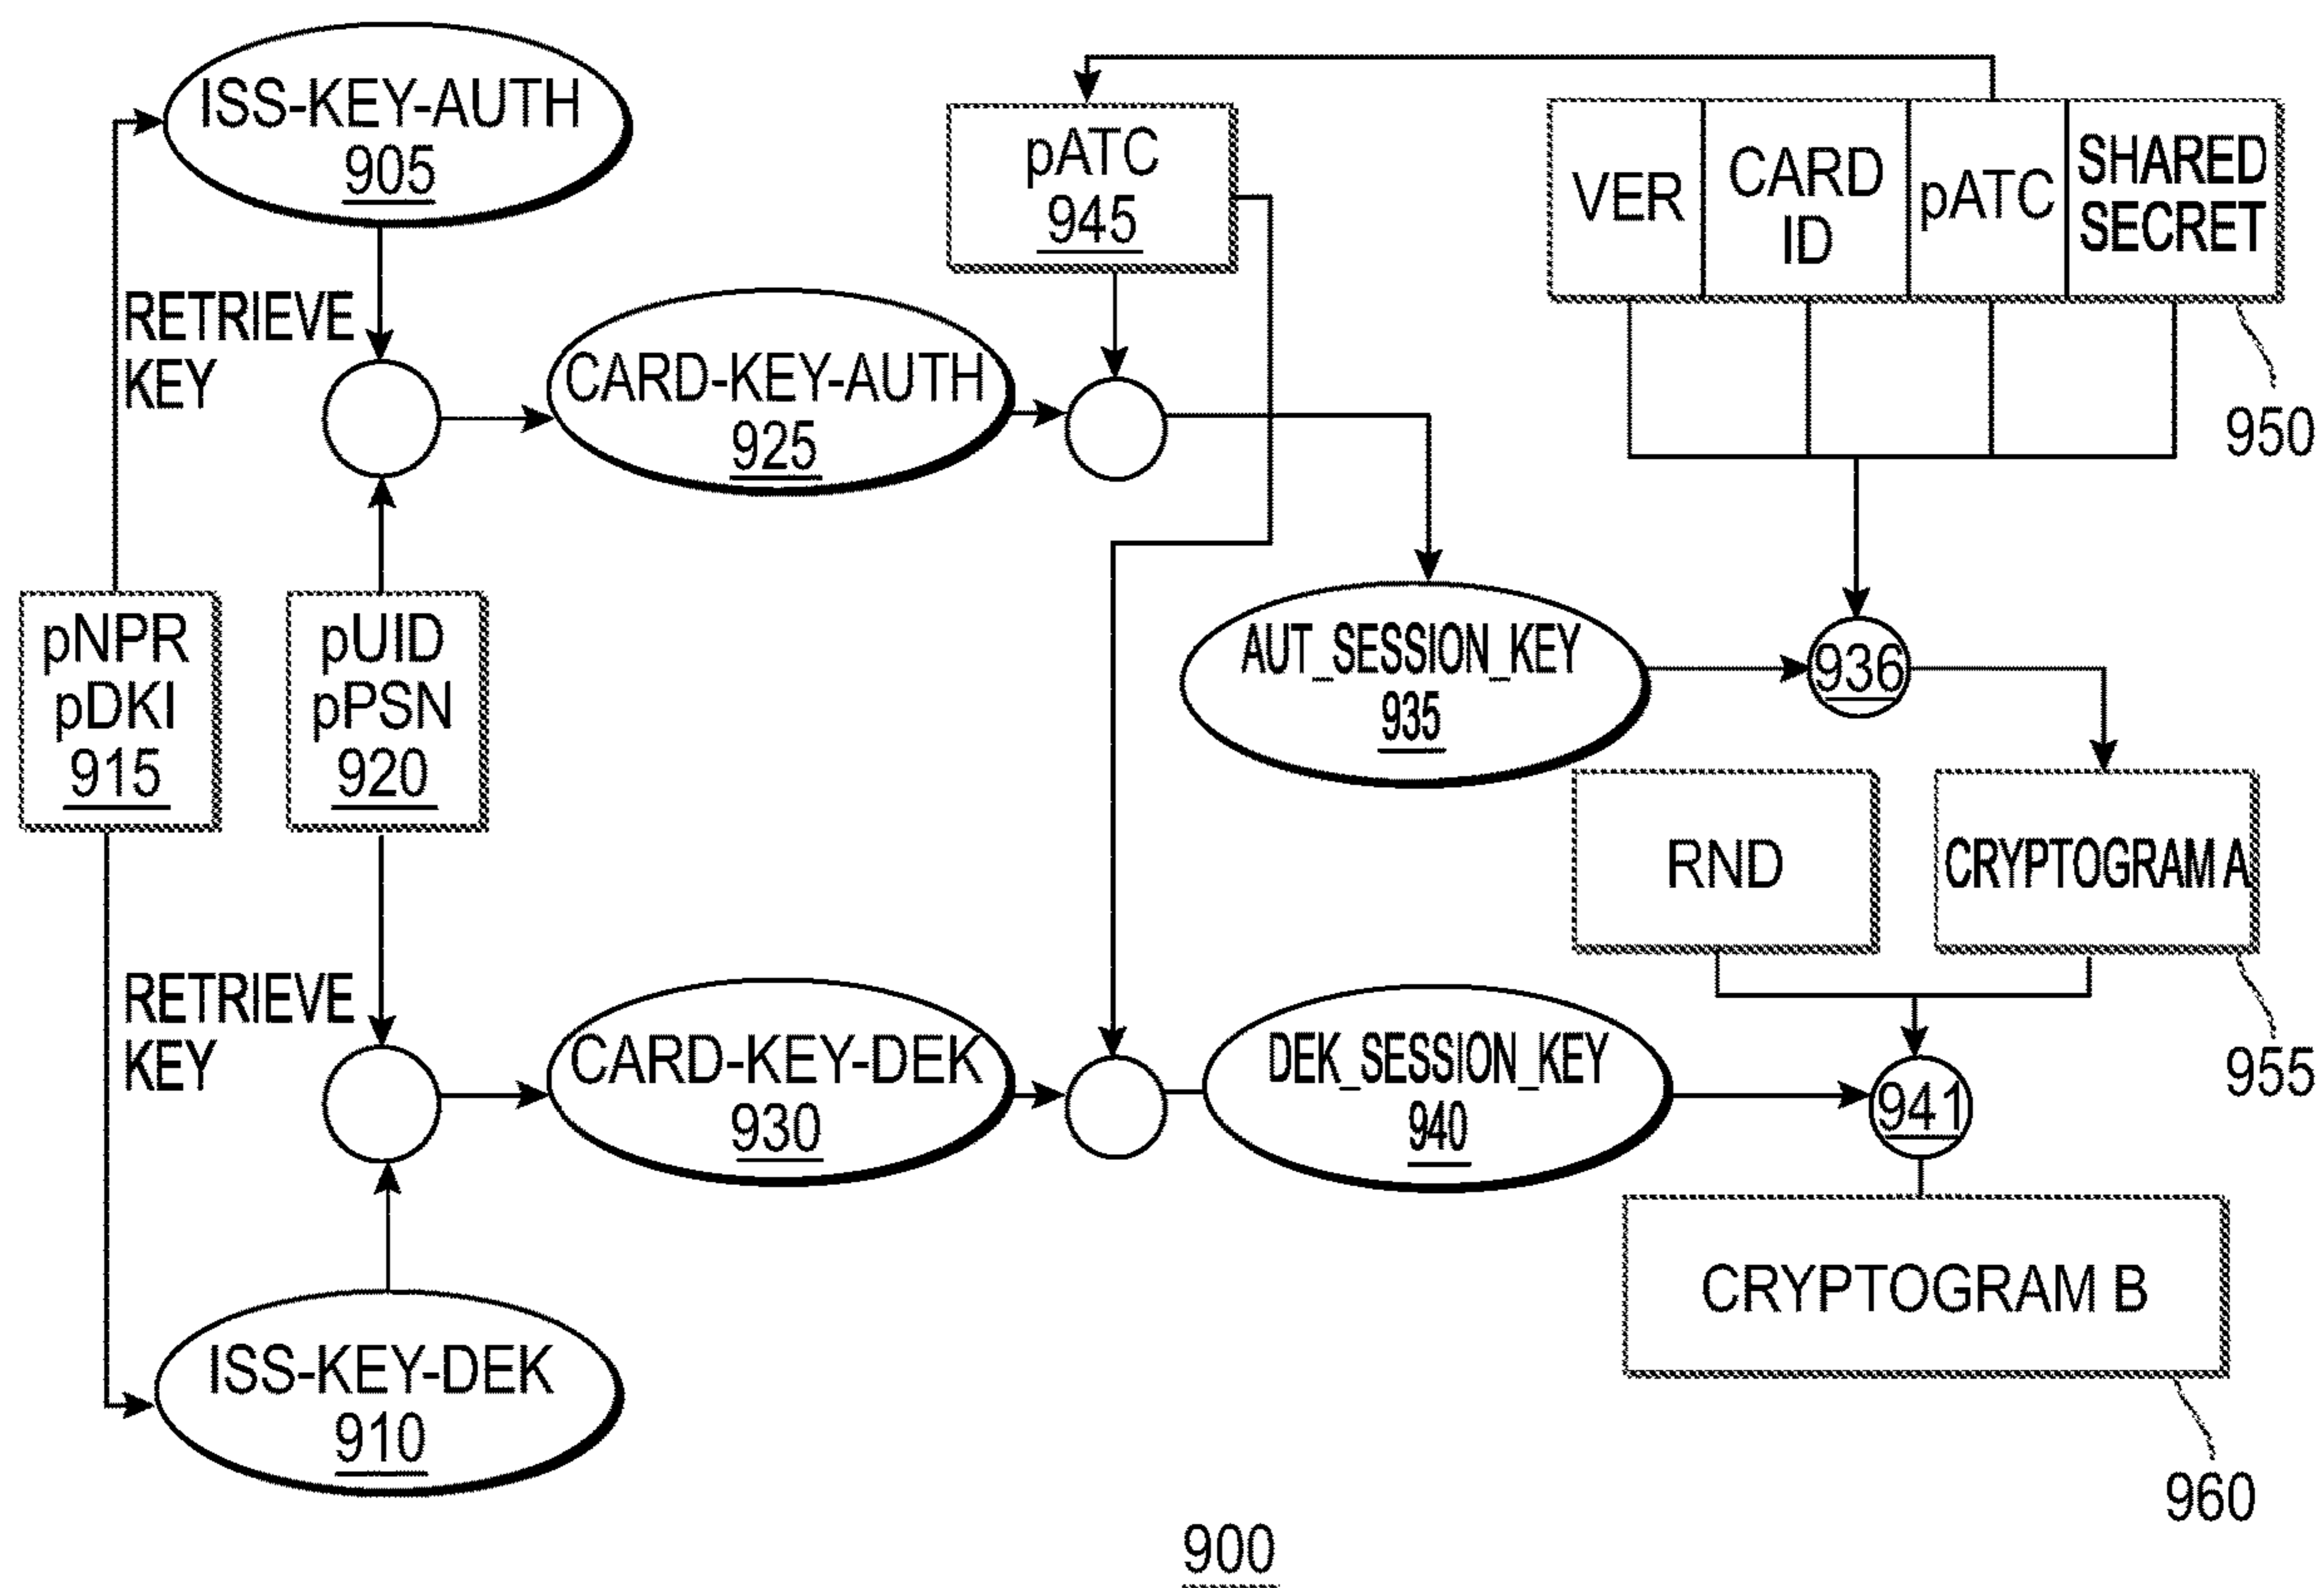 ISS-KEY-AUTH
905
RETRIEVE
KEY
pATC
945
VER
CARD
ID
pATC
SHARED
SECRET
950
CARD-KEY-AUTH
925
pNPR
pDKI
915
pUID
pPSN
920
AUT_SESSION_KEY
935
936
RND
CRYPTOGRAM A
955
RETRIEVE
KEY
CARD-KEY-DEK
930
DEK_SESSION_KEY
940
941
CRYPTOGRAM B
960
ISS-KEY-DEK
910
900